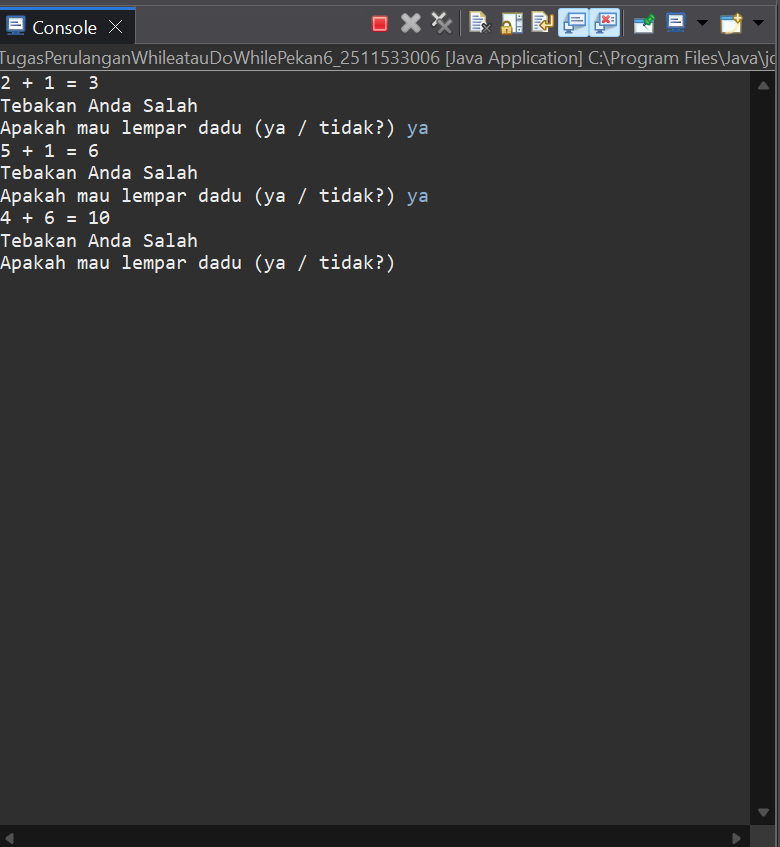 Console
TugasPerulanganWhileatauDoWhilePekan6_2511533006 [Java Application] C:\Program Files\Java\jd
2 + 1 = 3
Tebakan Anda Salah
Apakah mau lempar dadu (ya / tidak?) ya
5 + 1 = 6
Tebakan Anda Salah
Apakah mau lempar dadu (ya / tidak?) ya
4 + 6 = 10
Tebakan Anda Salah
Apakah mau lempar dadu (ya / tidak?)